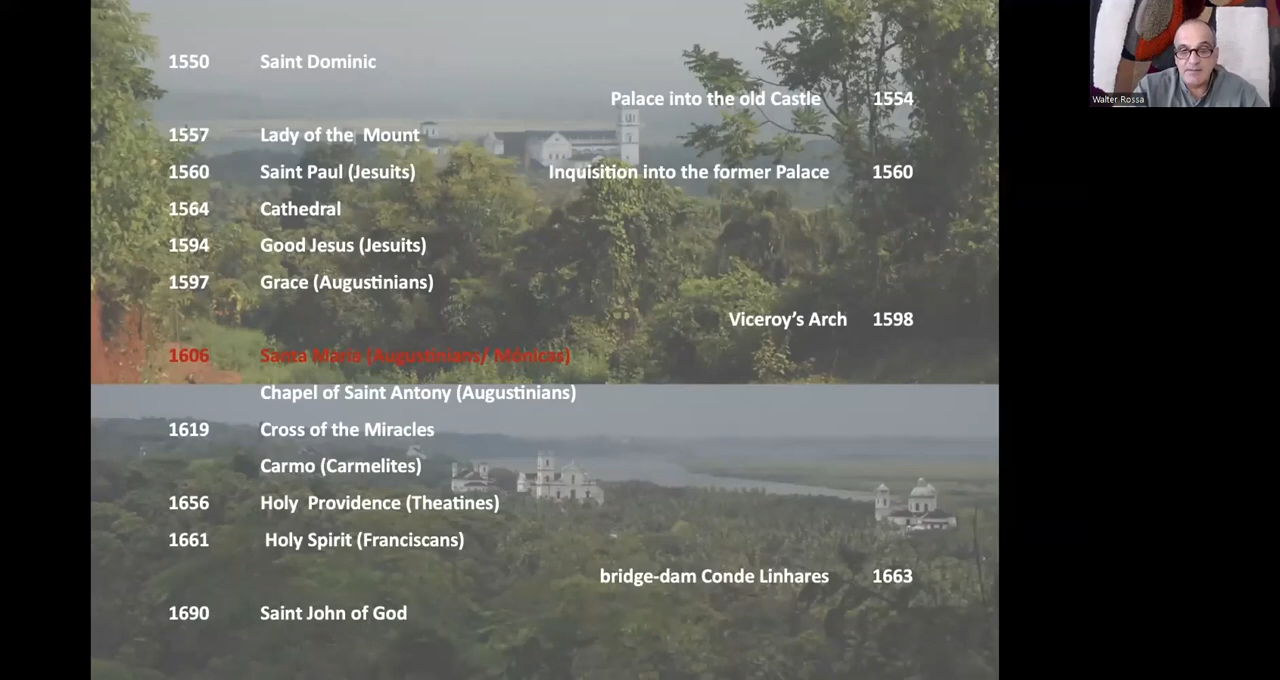 1550 Saint Dominic
Palace into the old Castle 1554
1557 Lady of the Mount
1560 Saint Paul (Jesuits) Inquisition into the former Palace 1560
1564 Cathedral
1594 Good Jesus (Jesuits)
1597 Grace (Augustinians)
Viceroy's Arch 1598
1606 Santa Maria (Augustinians/ Mónicas)
Chapel of Saint Antony (Augustinians)
1619 Cross of the Miracles
Carmo (Carmelites)
1656 Holy Providence (Theatines)
1661 Holy Spirit (Franciscans)
bridge-dam Conde Linhares 1663
1690 Saint John of God
Walter Rossa